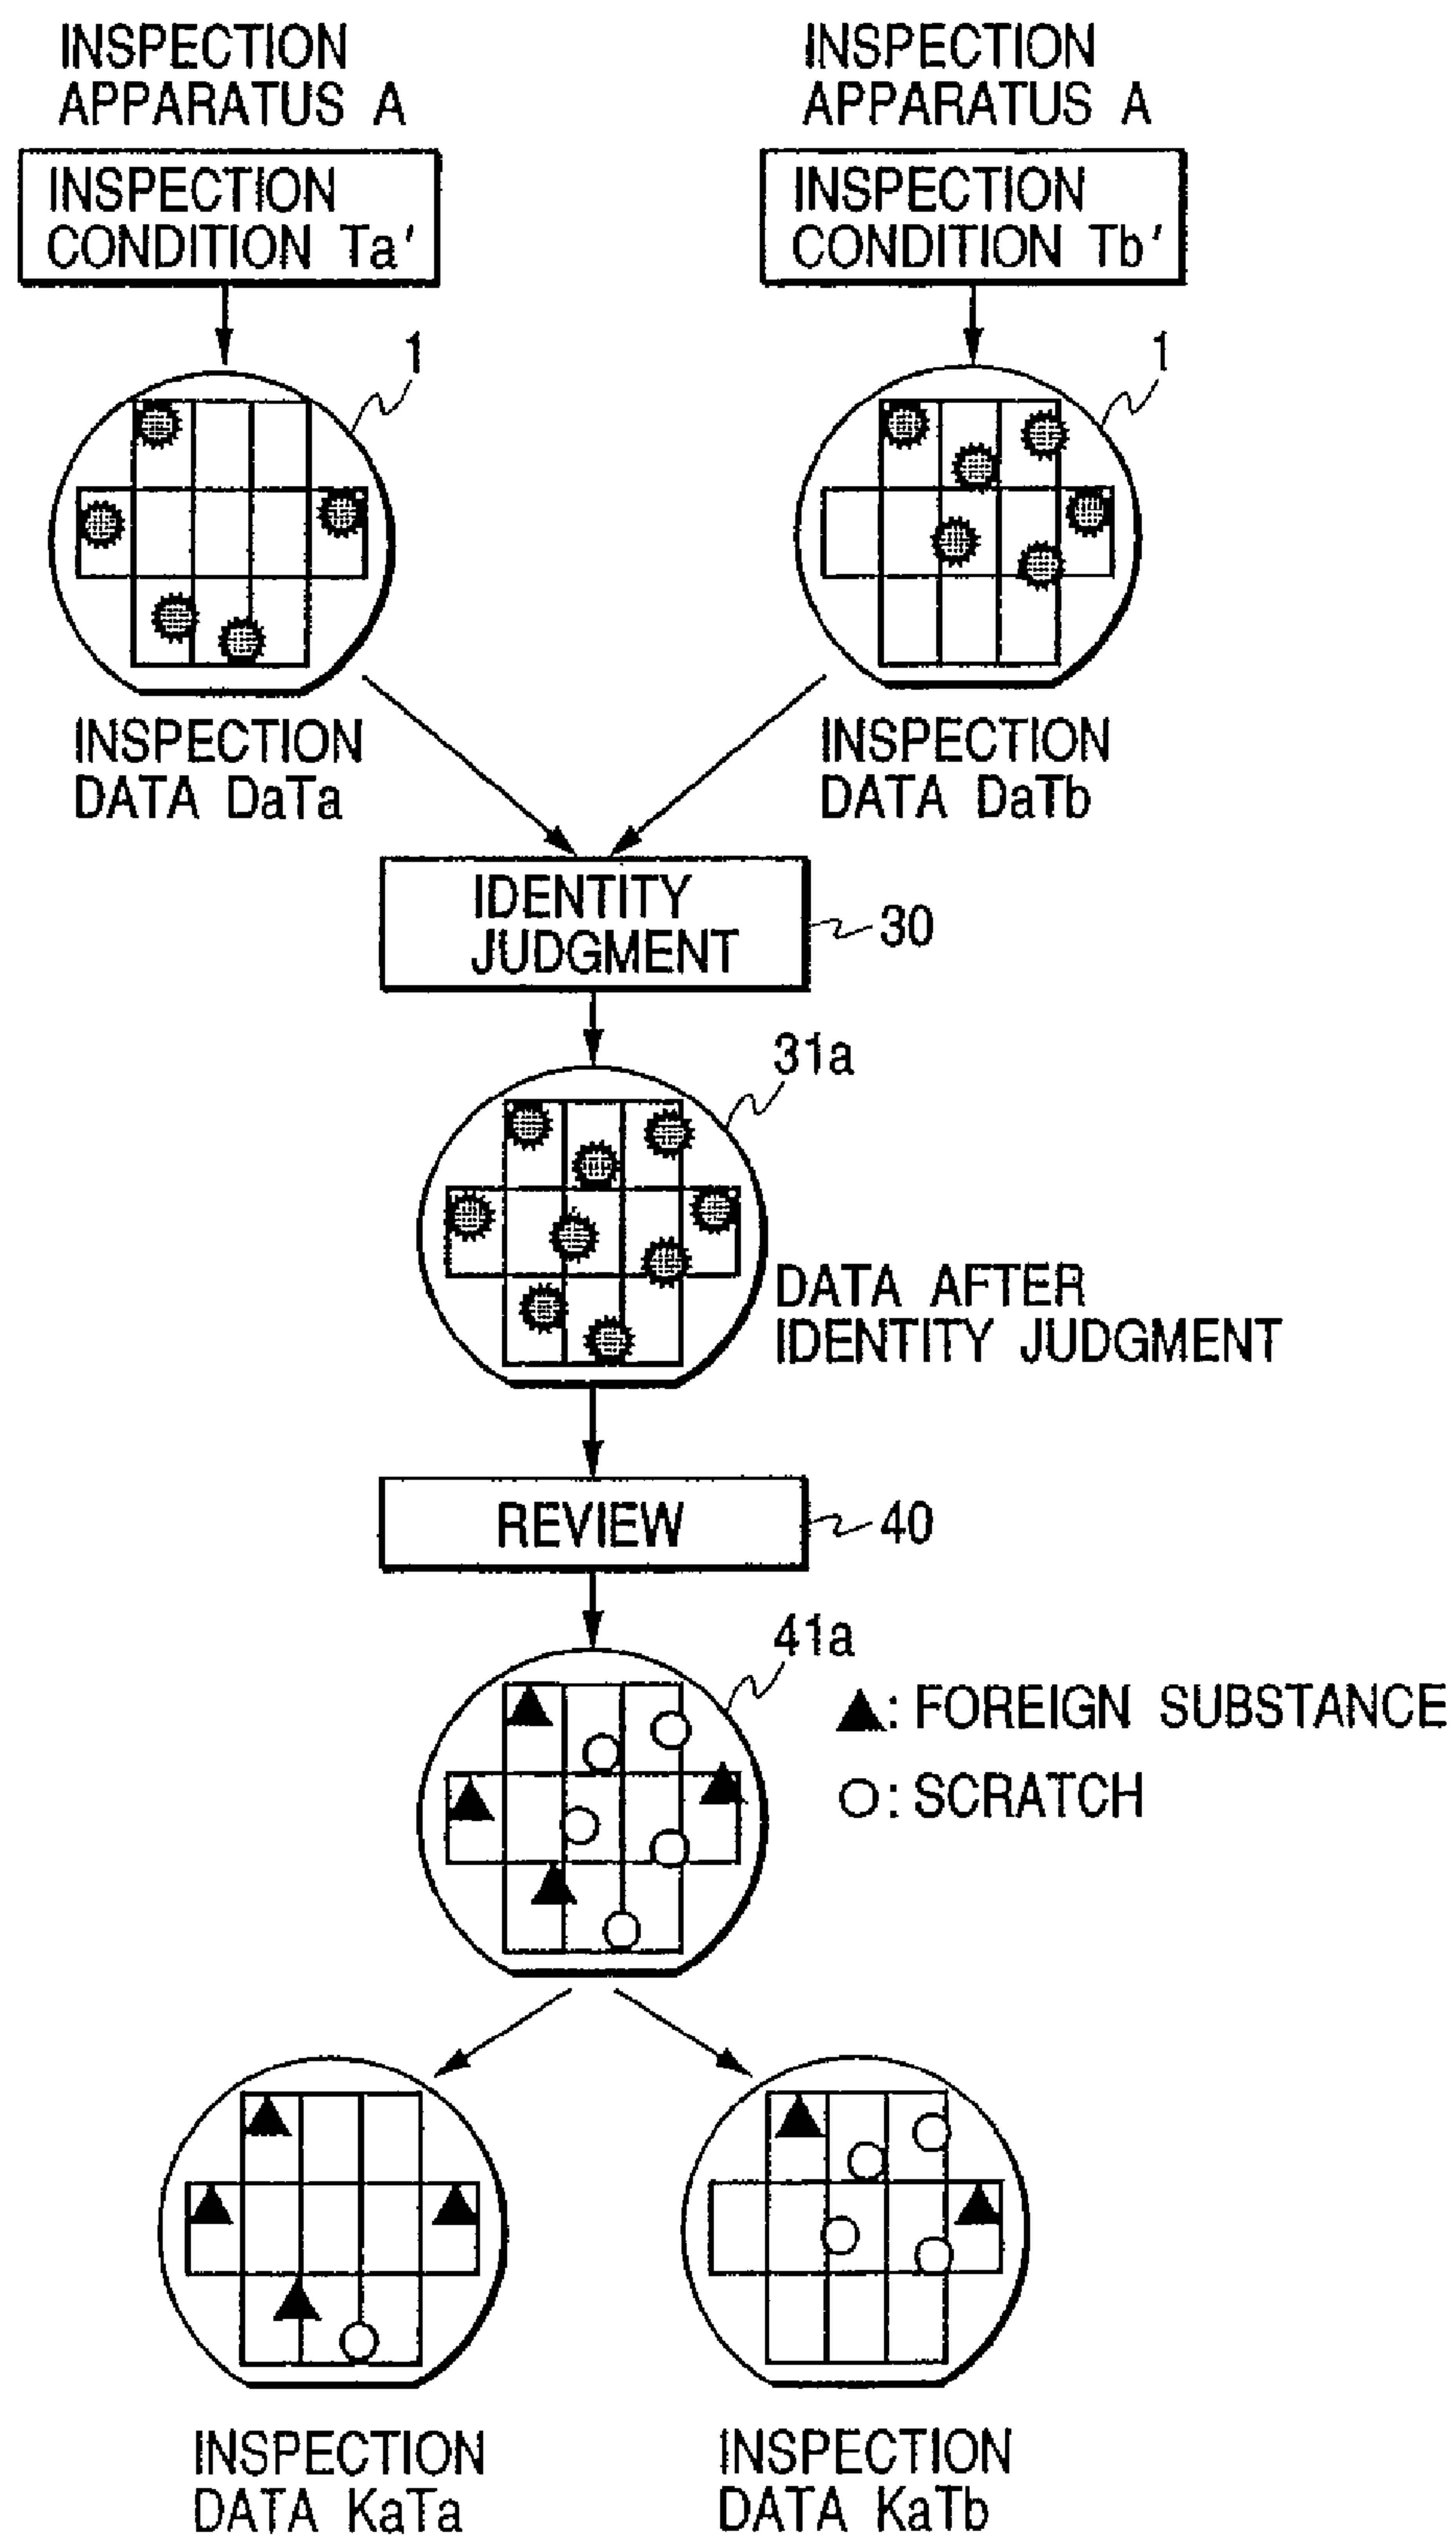 INSPECTION
APPARATUS A
INSPECTION
APPARATUS A
INSPECTION
CONDITION Ta'
INSPECTION
CONDITION Tb'
1
1
INSPECTION
DATA DaTa
INSPECTION
DATA DaTb
IDENTITY
JUDGMENT
30
31a
DATA AFTER
IDENTITY JUDGMENT
REVIEW
40
41a
▲: FOREIGN SUBSTANCE
○: SCRATCH
INSPECTION
DATA KaTa
INSPECTION
DATA KaTb